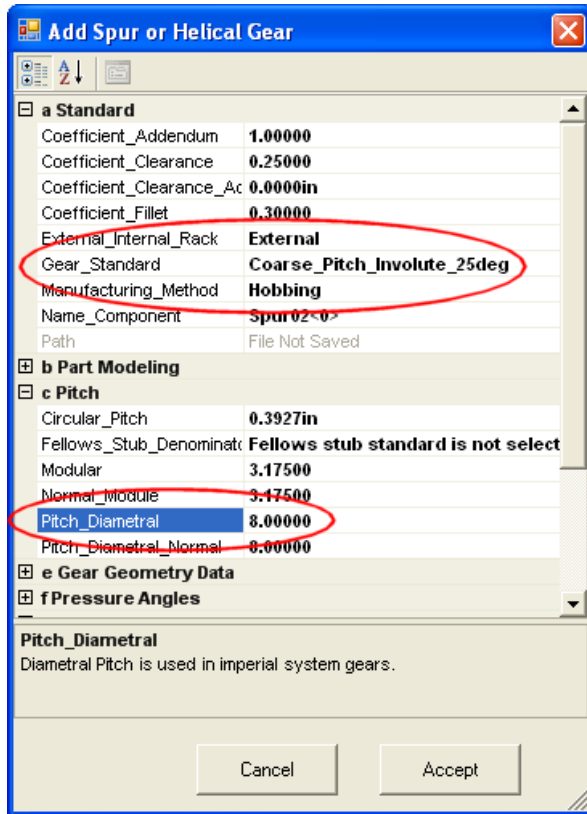 Add Spur or Helical Gear
a Standard
Coefficient_Addendum 1.00000
Coefficient_Clearance 0.25000
Coefficient_Clearance_Ac 0.0000in
Coefficient_Fillet 0.30000
External_Internal_Rack External
Gear_Standard Coarse_Pitch_Involute_25deg
Manufacturing_Method Hobbing
Name_Component Spur02<0>
Path File Not Saved
b Part Modeling
c Pitch
Circular_Pitch 0.3927in
Fellows_Stub_Denominato Fellows stub standard is not select
Modular 3.17500
Normal_Module 3.17500
Pitch_Diametral 8.00000
Pitch_Diametral_Normal 8.00000
e Gear Geometry Data
f Pressure Angles
Pitch_Diametral
Diametral Pitch is used in imperial system gears.
Cancel Accept